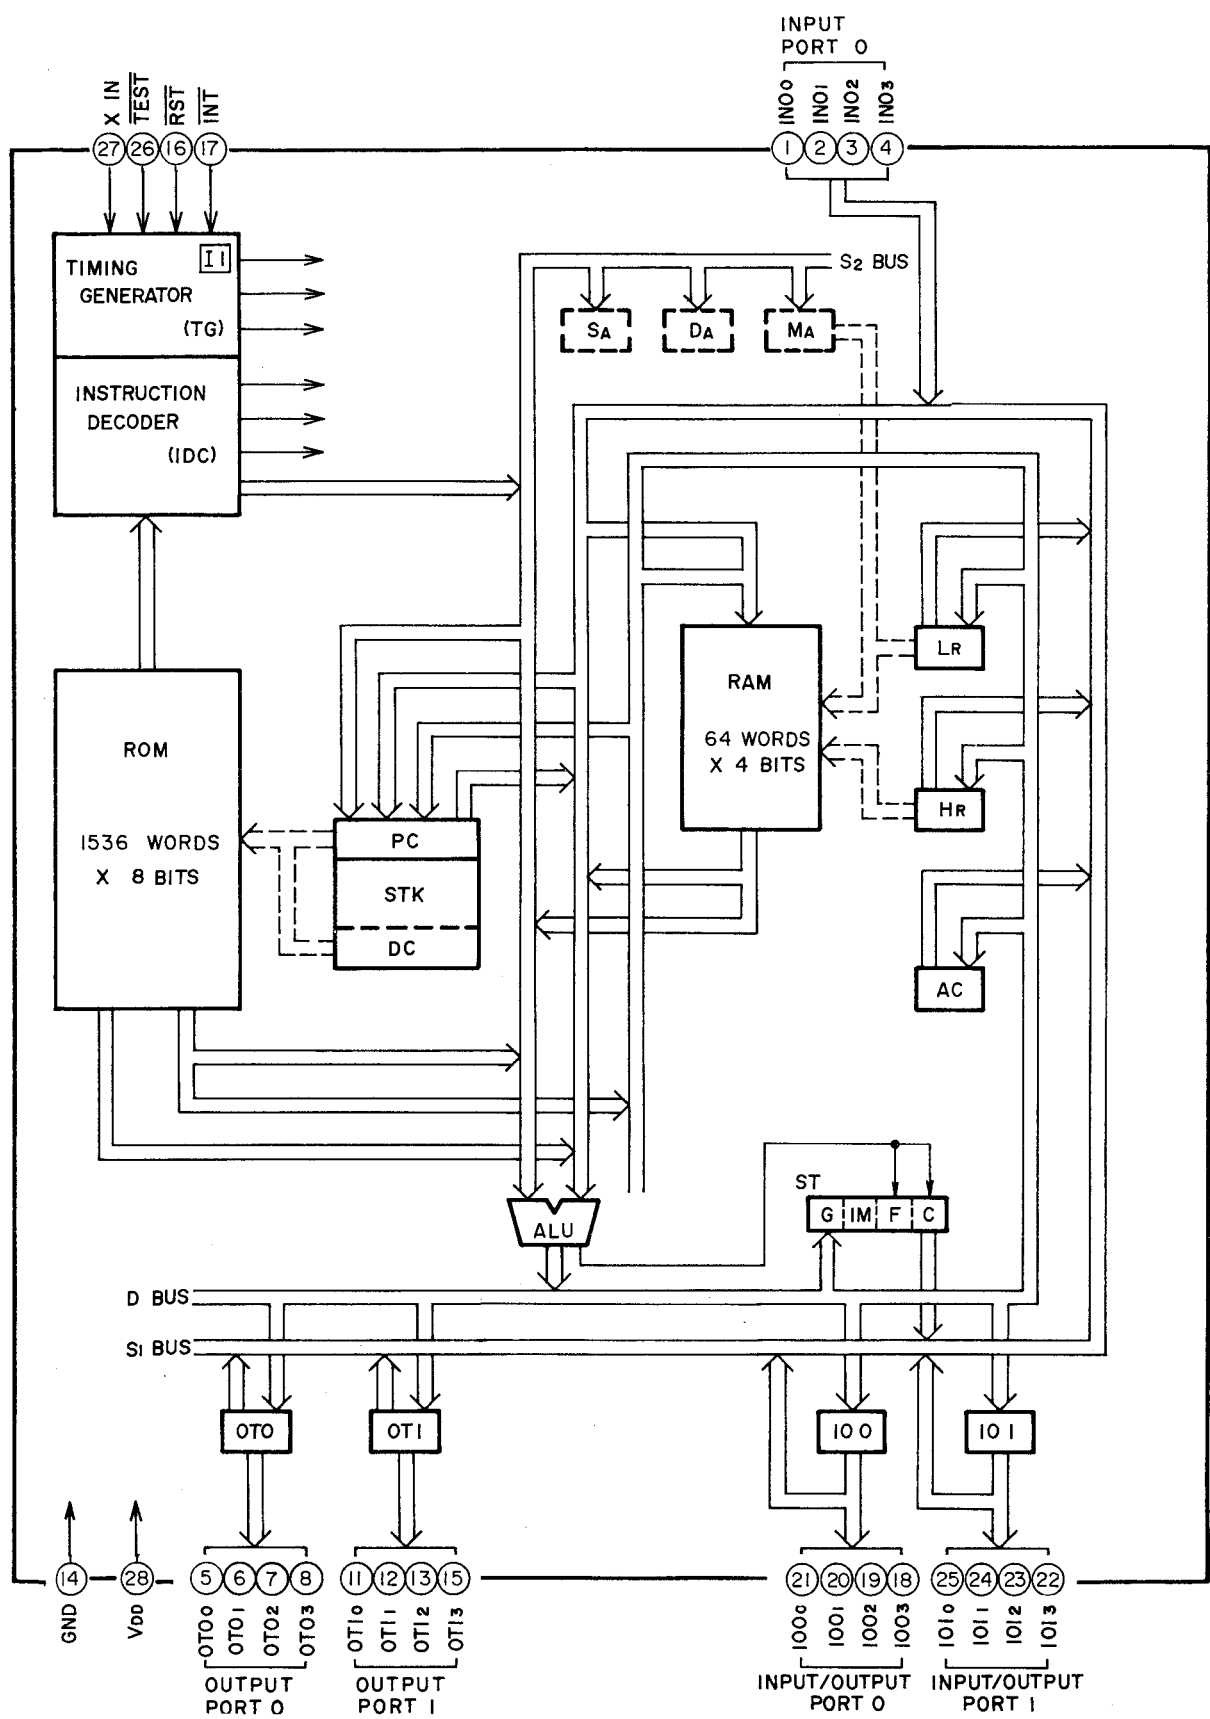 INPUT
PORT 0
X IN
TEST
RST
INT
IN00
IN01
IN02
IN03
27
26
16
17
1
2
3
4
TIMING
GENERATOR
(TG)
I1
S2 BUS
SA
DA
MA
INSTRUCTION
DECODER
(IDC)
LR
RAM
64 WORDS
X 4 BITS
ROM
1536 WORDS
X 8 BITS
HR
PC
STK
DC
AC
ST
G
IM
F
C
ALU
D BUS
S1 BUS
OT0
OT1
IO0
IO1
14
28
5
6
7
8
11
12
13
15
21
20
19
18
25
24
23
22
GND
VDD
OT00
OT01
OT02
OT03
OT10
OT11
OT12
OT13
IO00
IO01
IO02
IO03
IO10
IO11
IO12
IO13
OUTPUT
PORT 0
OUTPUT
PORT 1
INPUT/OUTPUT
PORT 0
INPUT/OUTPUT
PORT 1